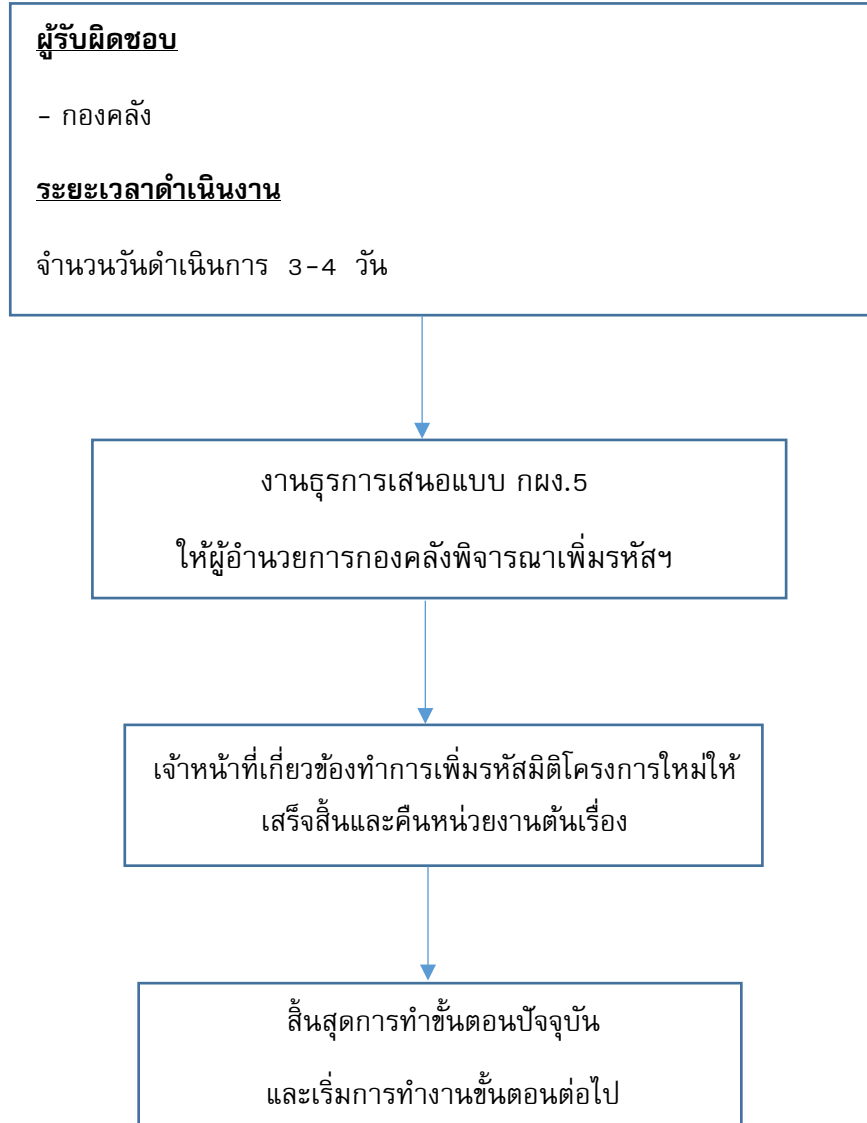 ผู้รับผิดชอบ
- กองคลัง
ระยะเวลาดำเนินงาน
จำนวนวันดำเนินการ 3-4 วัน
งานธุรการเสนอแบบ กผง.5
ให้ผู้อำนวยการกองคลังพิจารณาเพิ่มรหัสฯ
เจ้าหน้าที่เกี่ยวข้องทำการเพิ่มรหัสมิติโครงการใหม่ให้
เสร็จสิ้นและคืนหน่วยงานต้นเรื่อง
สิ้นสุดการทำขั้นตอนปัจจุบัน
และเริ่มการทำงานขั้นตอนต่อไป